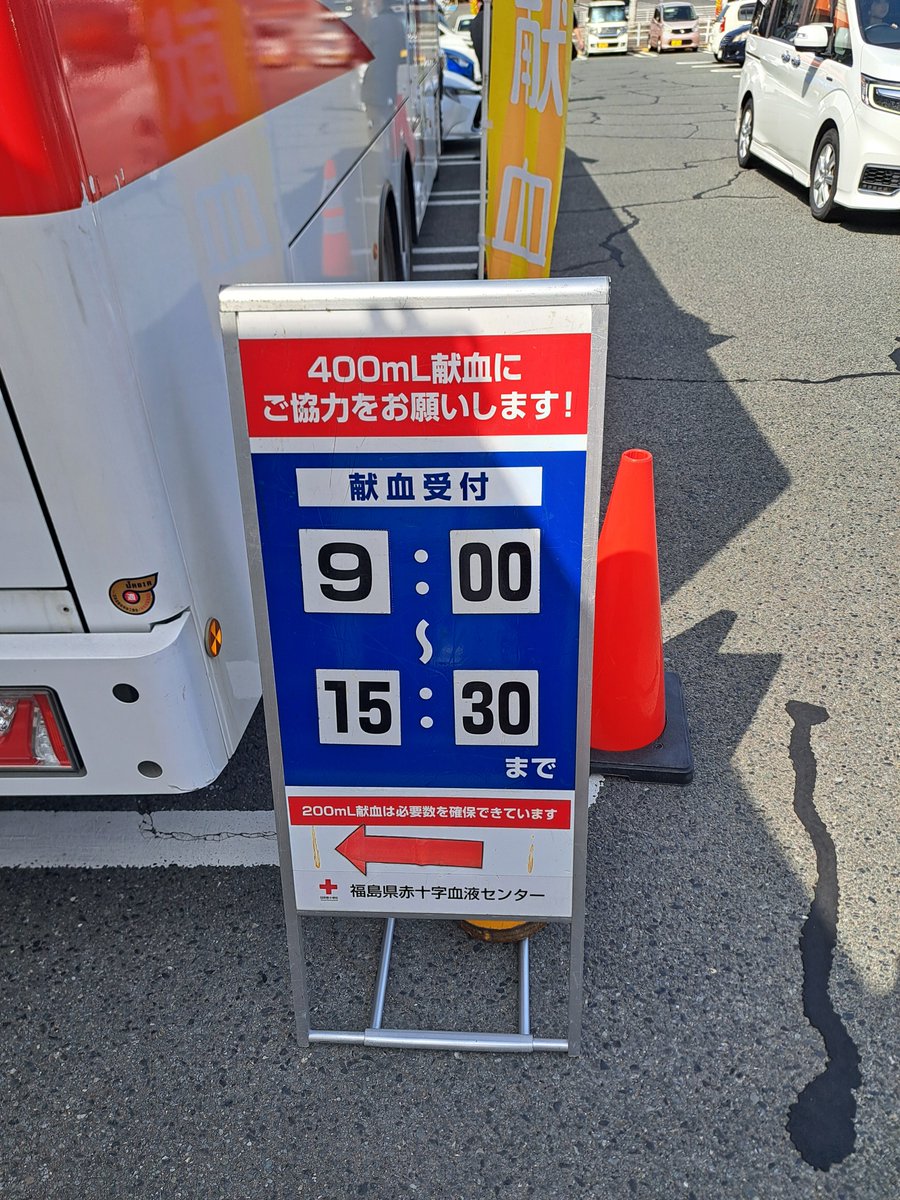 献血
400mL献血に
ご協力をお願いします!
献血受付
9:00
〜
15:30
まで
200mL献血は必要数を確保できています
福島県赤十字血液センター